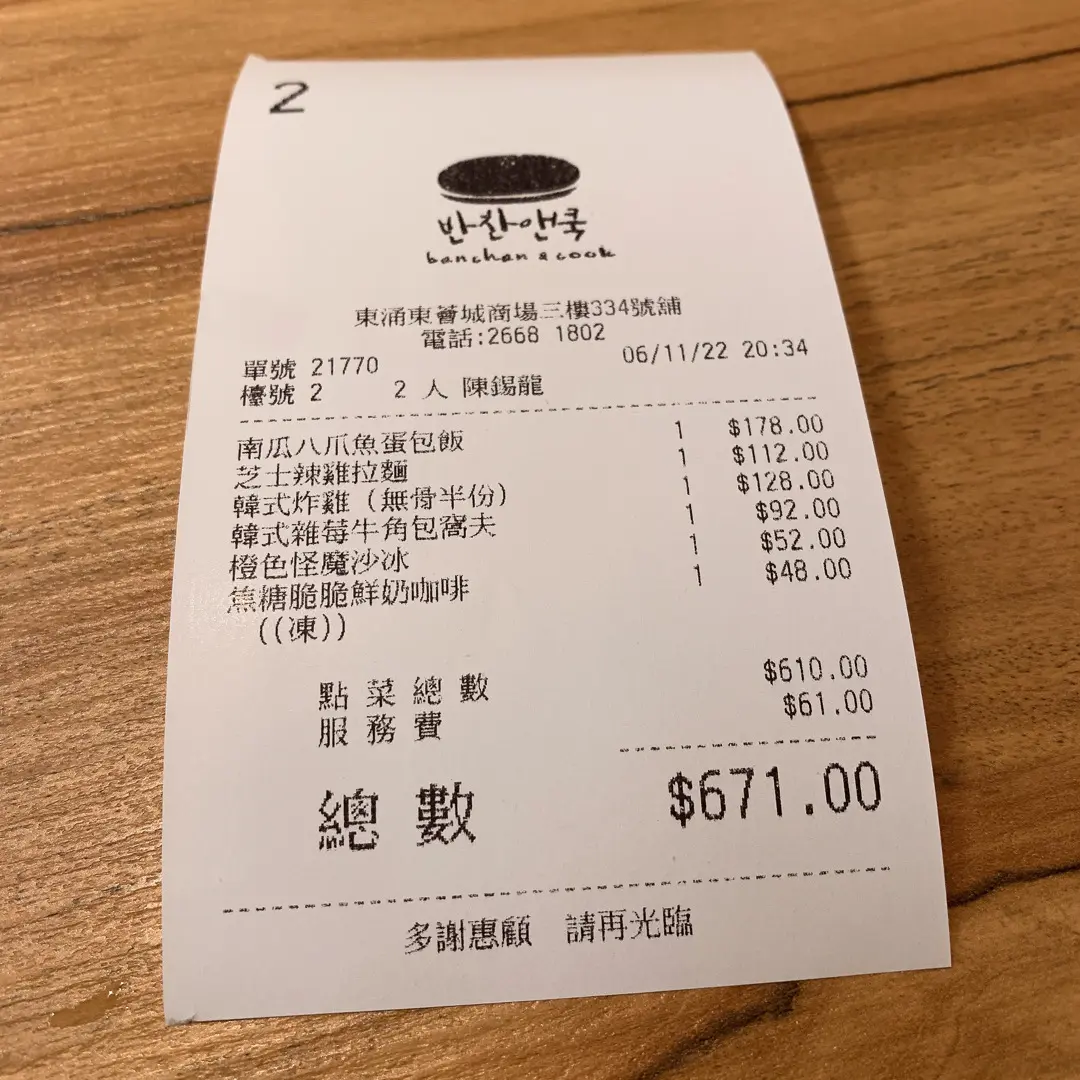 2
반찬앤쿡
banchan & cook
東涌東薈城商場三樓334號舖
電話:2668 1802
單號 21770 06/11/22 20:34
檯號 2 2 人 陳錫龍
南瓜八爪魚蛋包飯 1 $178.00
芝士辣雞拉麵 1 $112.00
韓式炸雞 (無骨半份) 1 $128.00
韓式雜莓牛角包窩夫 1 $92.00
橙色怪魔沙冰 1 $52.00
焦糖脆脆鮮奶咖啡 1 $48.00
((凍))
點菜總數 $610.00
服務費 $61.00
總數 $671.00
多謝惠顧 請再光臨